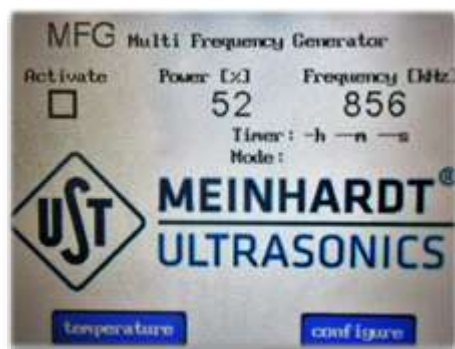 MFG Multi Frequency Generator
Activate Power [%] Frequency [kHz]
52 856
Timer: -h --m --s
Mode:
UST
MEINHARDT®
ULTRASONICS
temperature configure